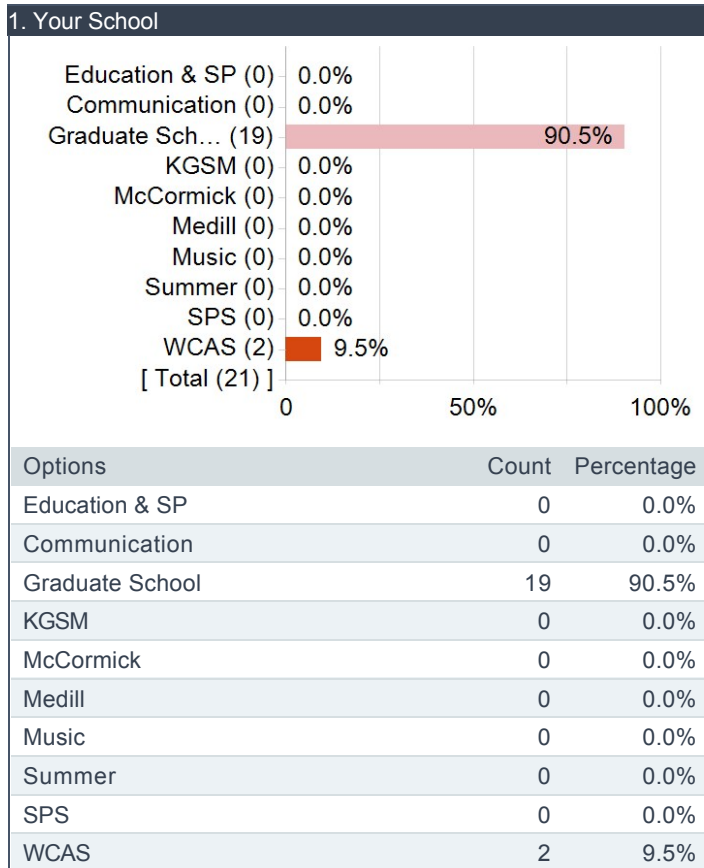 1. Your School
Education & SP (0) 0.0%
Communication (0) 0.0%
Graduate Sch... (19) 90.5%
KGSM (0) 0.0%
McCormick (0) 0.0%
Medill (0) 0.0%
Music (0) 0.0%
Summer (0) 0.0%
SPS (0) 0.0%
WCAS (2) 9.5%
[ Total (21) ]
0 50% 100%
Options Count Percentage
Education & SP 0 0.0%
Communication 0 0.0%
Graduate School 19 90.5%
KGSM 0 0.0%
McCormick 0 0.0%
Medill 0 0.0%
Music 0 0.0%
Summer 0 0.0%
SPS 0 0.0%
WCAS 2 9.5%